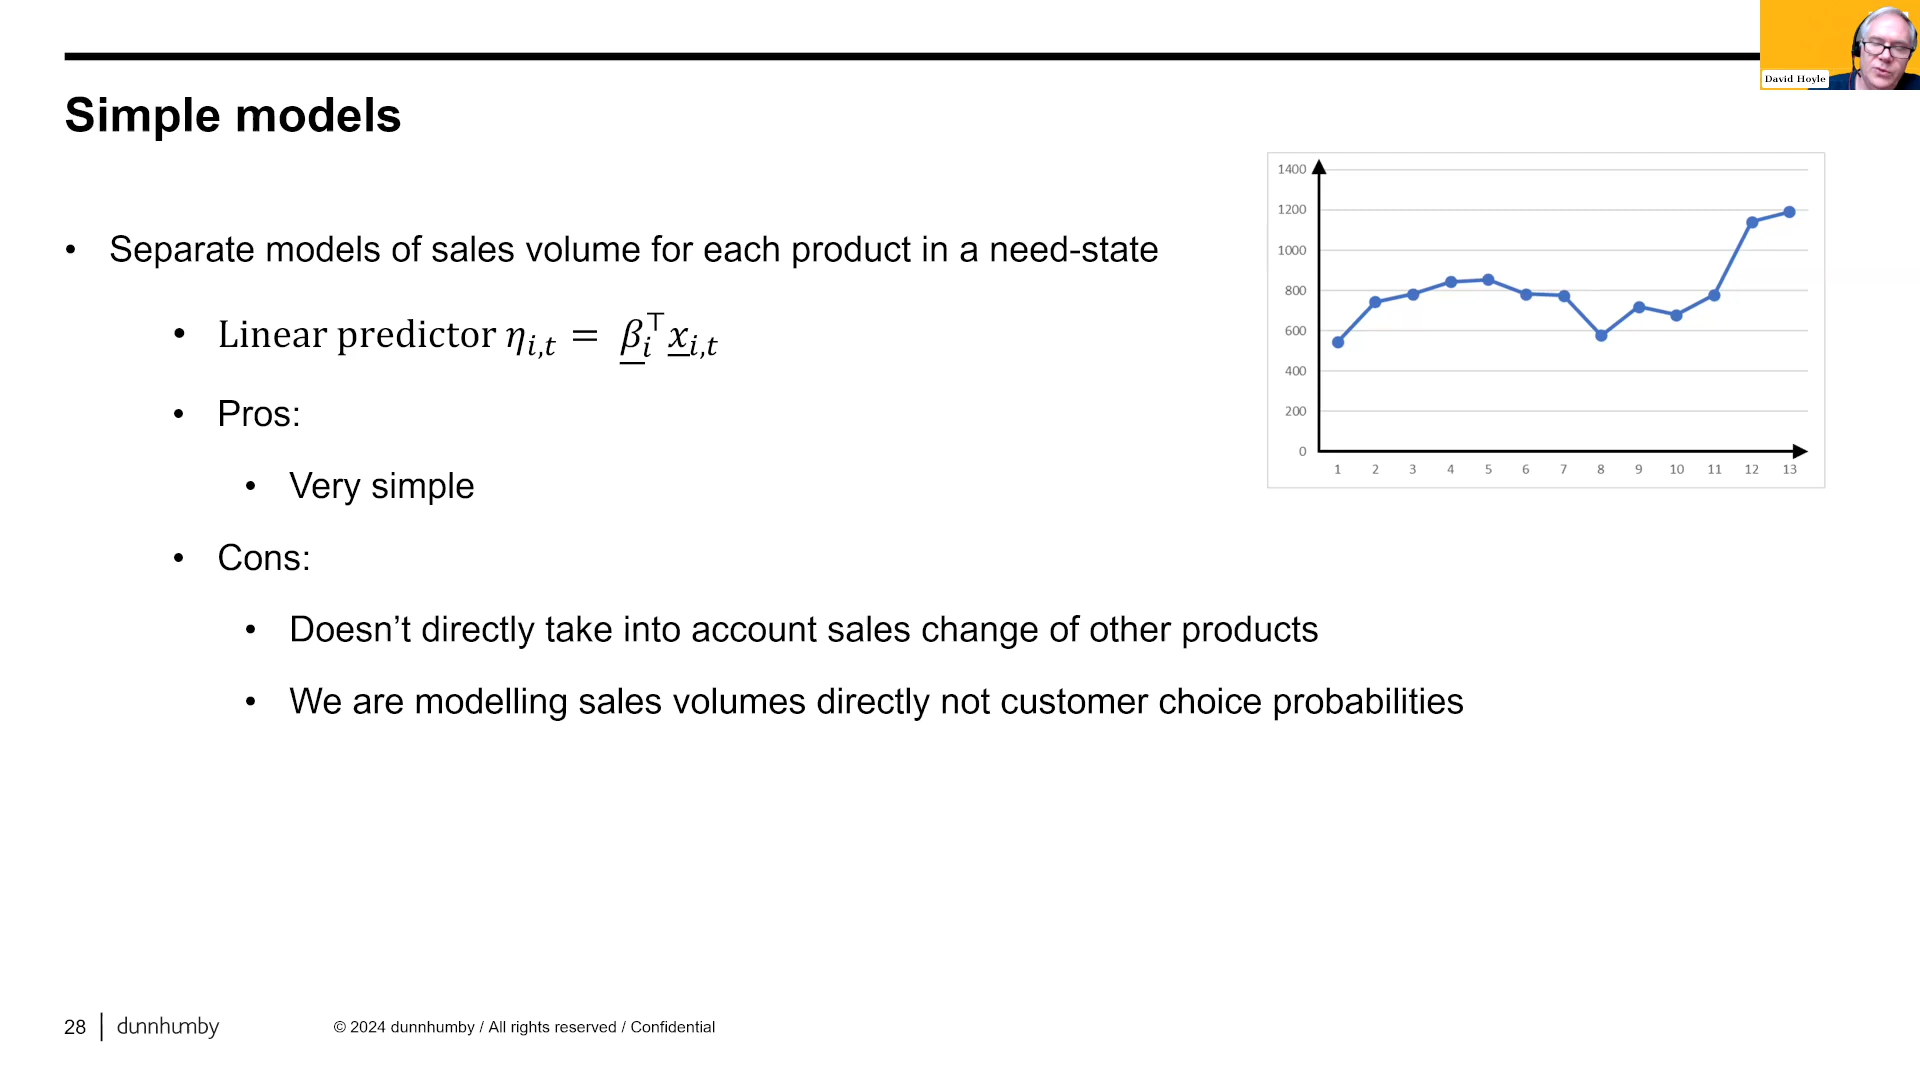 David Hoyle
Simple models
• Separate models of sales volume for each product in a need-state
• Linear predictor η_{i,t} = β_i^⊤ x_{i,t}
• Pros:
• Very simple
• Cons:
• Doesn’t directly take into account sales change of other products
• We are modelling sales volumes directly not customer choice probabilities
1400
1200
1000
800
600
400
200
0
1 2 3 4 5 6 7 8 9 10 11 12 13
28 | dunnhumby © 2024 dunnhumby / All rights reserved / Confidential